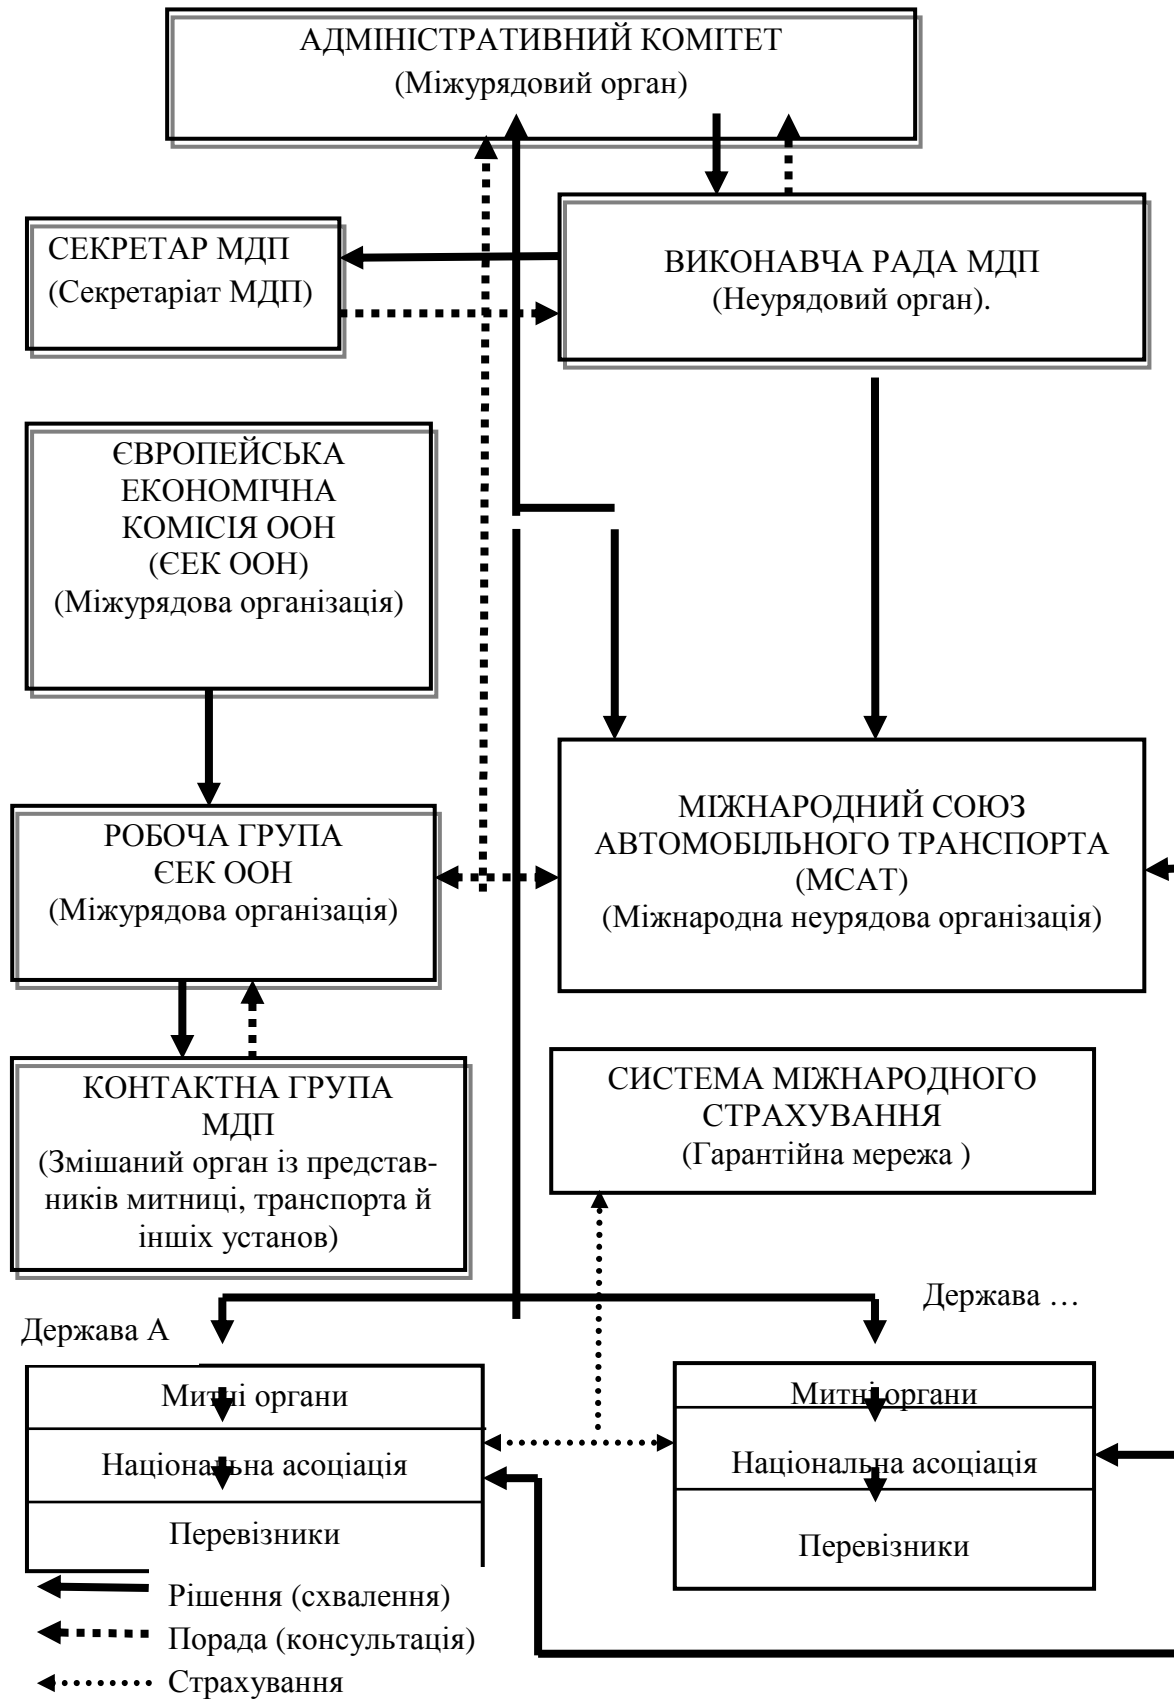 АДМІНІСТРАТИВНИЙ КОМІТЕТ
(Міжурядовий орган)
СЕКРЕТАР МДП
(Секретаріат МДП)
ВИКОНАВЧА РАДА МДП
(Неурядовий орган).
ЄВРОПЕЙСЬКА
ЕКОНОМІЧНА
КОМІСІЯ ООН
(ЄЕК ООН)
(Міжурядова організація)
РОБОЧА ГРУПА
ЄЕК ООН
(Міжурядова організація)
МІЖНАРОДНИЙ СОЮЗ
АВТОМОБІЛЬНОГО ТРАНСПОРТА
(МСАТ)
(Міжнародна неурядова організація)
КОНТАКТНА ГРУПА
МДП
(Змішаний орган із представ-
ників митниці, транспорта й
інших установ)
СИСТЕМА МІЖНАРОДНОГО
СТРАХУВАННЯ
(Гарантійна мережа )
Держава А
Держава …
Митні органи
Національна асоціація
Перевізники
Митні органи
Національна асоціація
Перевізники
Рішення (схвалення)
Порада (консультація)
Страхування